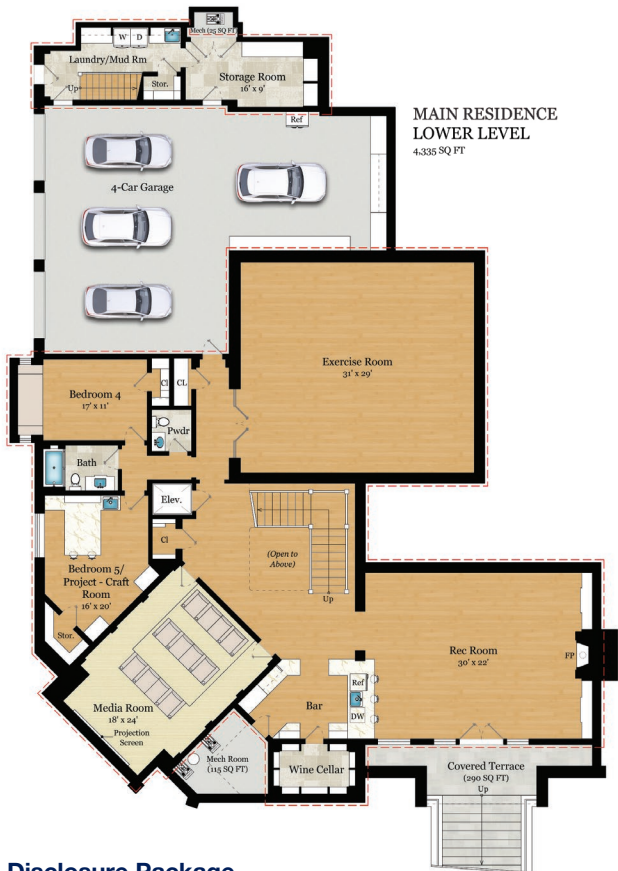 Mech (25 SQ FT)
W D
Laundry/Mud Rm
Up
Stor.
Storage Room
16' x 9'
Ref
MAIN RESIDENCE
LOWER LEVEL
4,335 SQ FT
4-Car Garage
Exercise Room
31' x 29'
Bedroom 4
17' x 11'
Cl
CL
Pwdr
Bath
Elev.
Cl
(Open to
Above)
Up
Bedroom 5/
Project - Craft
Room
16' x 20'
Stor.
Rec Room
30' x 22'
FP
Ref
DW
Bar
Media Room
18' x 24'
Projection
Screen
Mech Room
(115 SQ FT)
Wine Cellar
Covered Terrace
(290 SQ FT)
Up
Disclosure Package